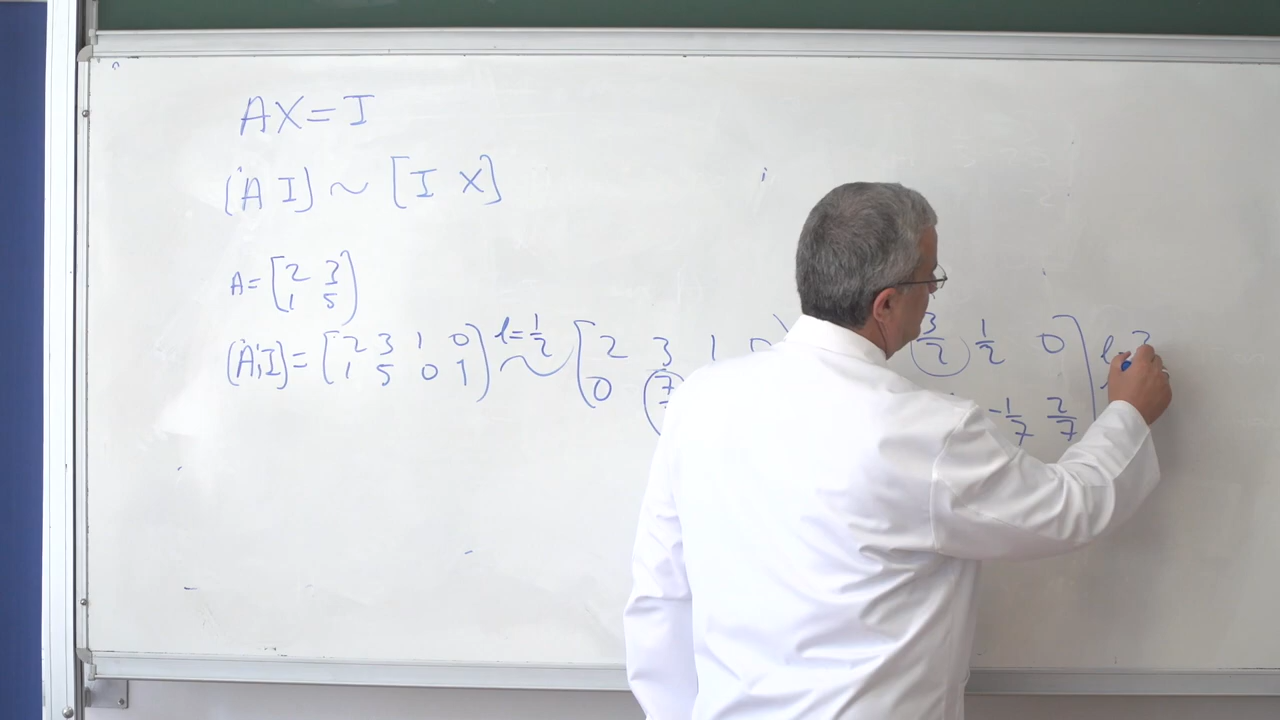 AX = I
[A I] ~ [I X]
A = [2 3
1 5]
[A I] = [2 3 1 0 l = 1/2 ~ [2 3 1 0 3/2 1/2 0] l
1 5 0 1] 0 7 -1/7 2/7